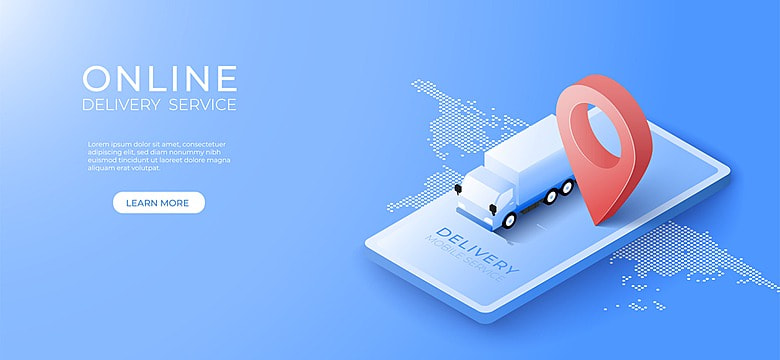 ONLINE
DELIVERY SERVICE
Lorem ipsum dolor sit amet, consectetuer
adipiscing elit, sed diam nonummy nibh
euismod tincidunt ut laoreet dolore magna
aliquam erat volutpat.
LEARN MORE
DELIVERY
MOBILE SERVICE